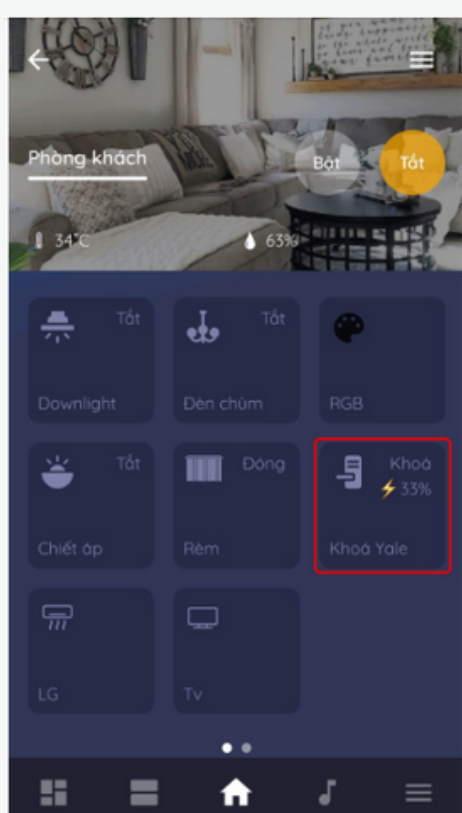 Phòng khách
Bật
Tắt
34°C
63%
Tắt
Tắt
Downlight
Đèn chùm
RGB
Tắt
Đóng
Khoá
33%
Chiết áp
Rèm
Khoá Yale
LG
Tv